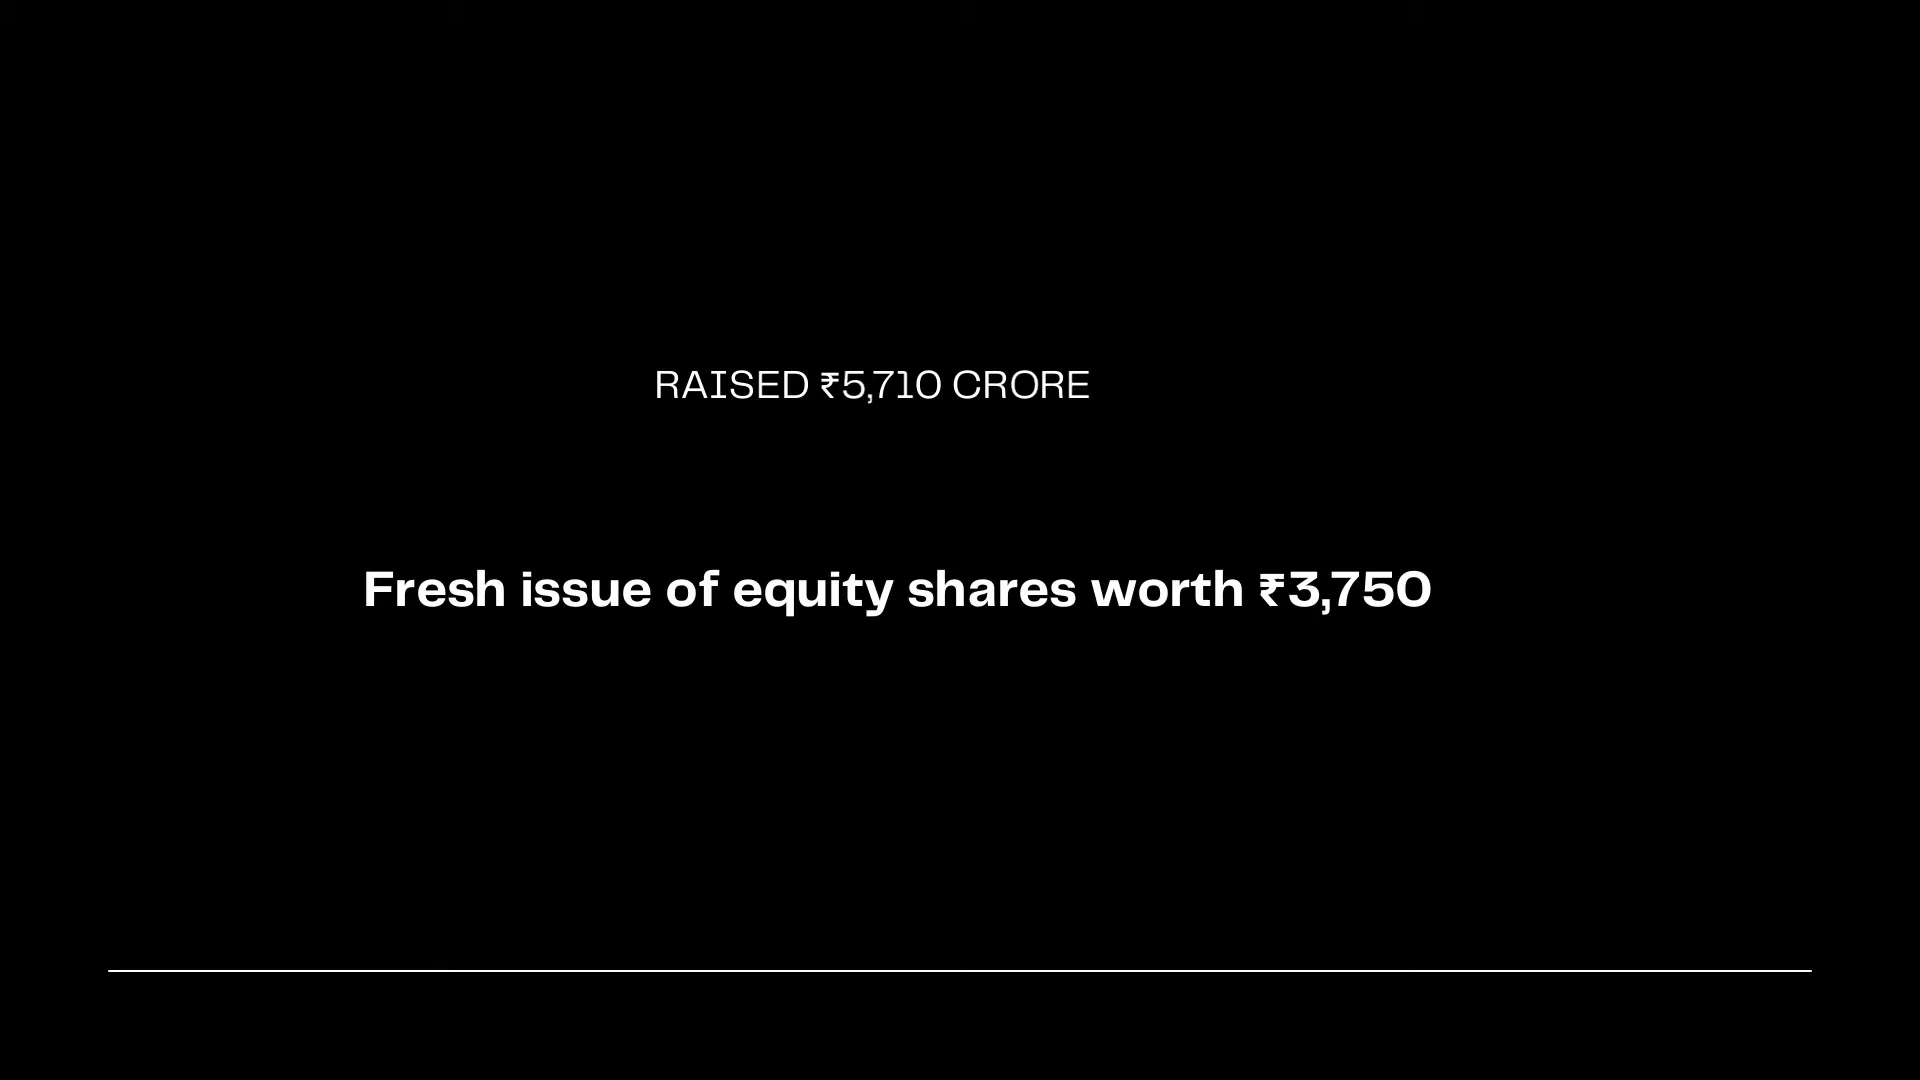 RAISED ₹5,710 CRORE
Fresh issue of equity shares worth ₹3,750